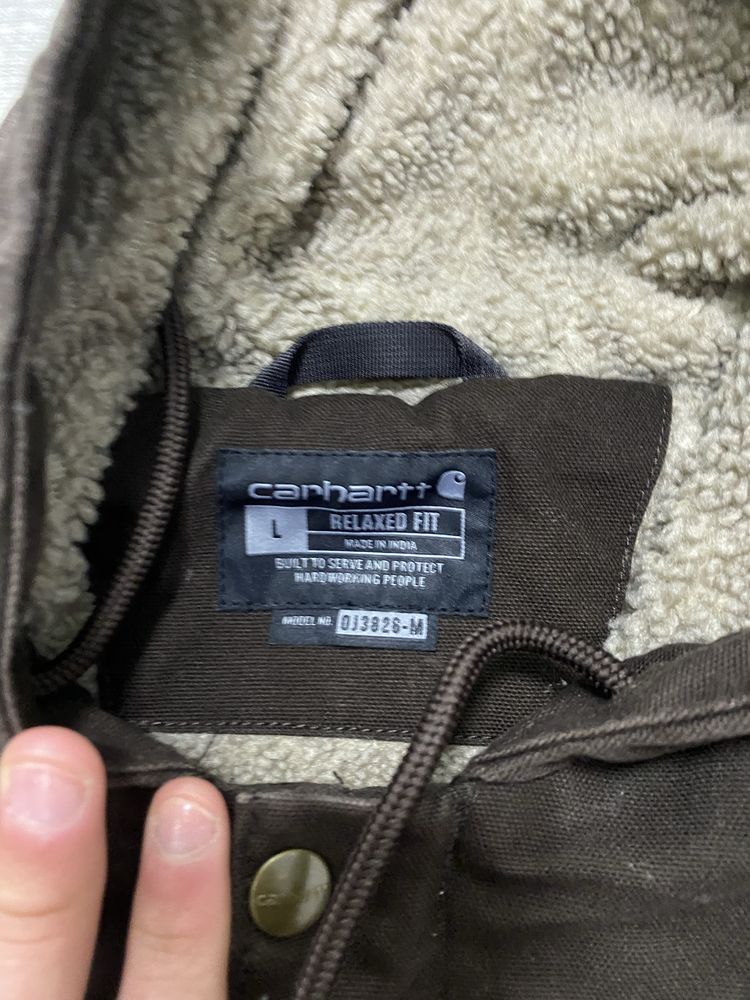 carhartt
L RELAXED FIT
MADE IN INDIA
BUILT TO SERVE AND PROTECT
HARDWORKING PEOPLE
MODEL NO. OJ3826-M